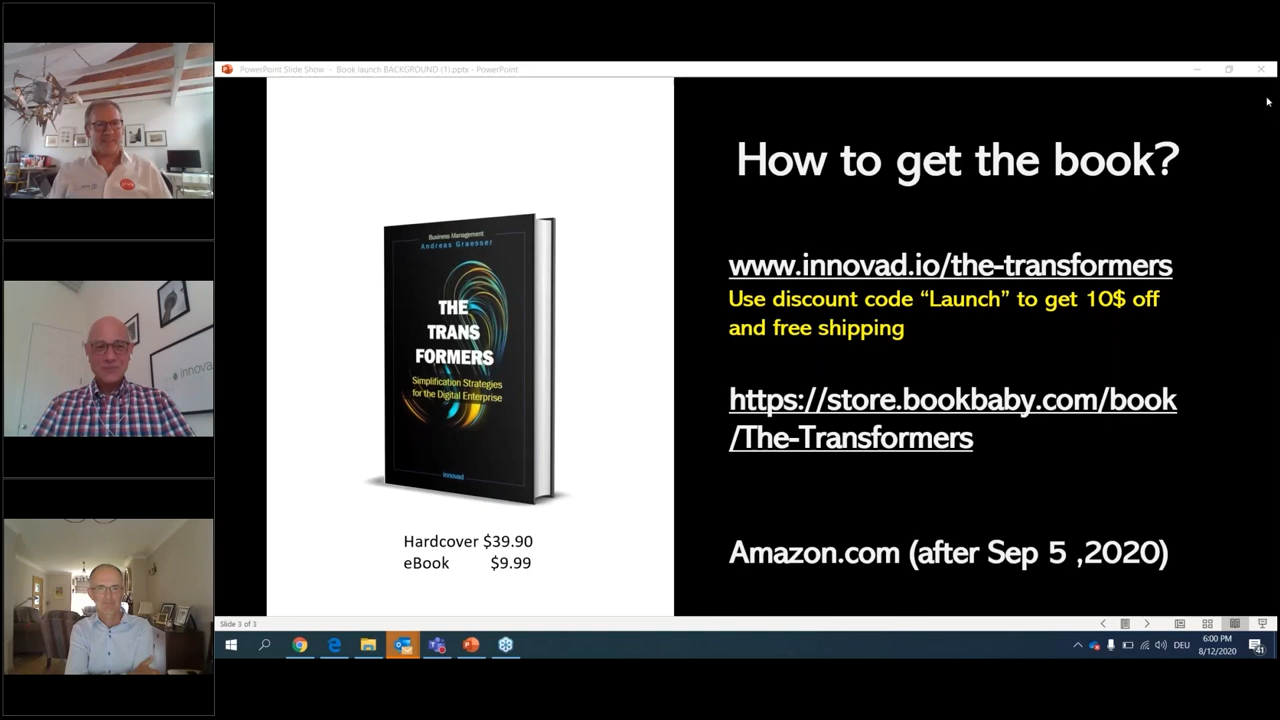 PowerPoint Slide Show - Book launch BACKGROUND (1).pptx - PowerPoint
How to get the book?
Business Management
Andreas Graesser
THE
TRANS
FORMERS
Simplification Strategies
for the Digital Enterprise
innovad
Hardcover $39.90
eBook $9.99
www.innovad.io/the-transformers
Use discount code “Launch” to get 10$ off
and free shipping
https://store.bookbaby.com/book
/The-Transformers
Amazon.com (after Sep 5 ,2020)
innova
Slide 3 of 3
DEU
6:00 PM
8/12/2020
41